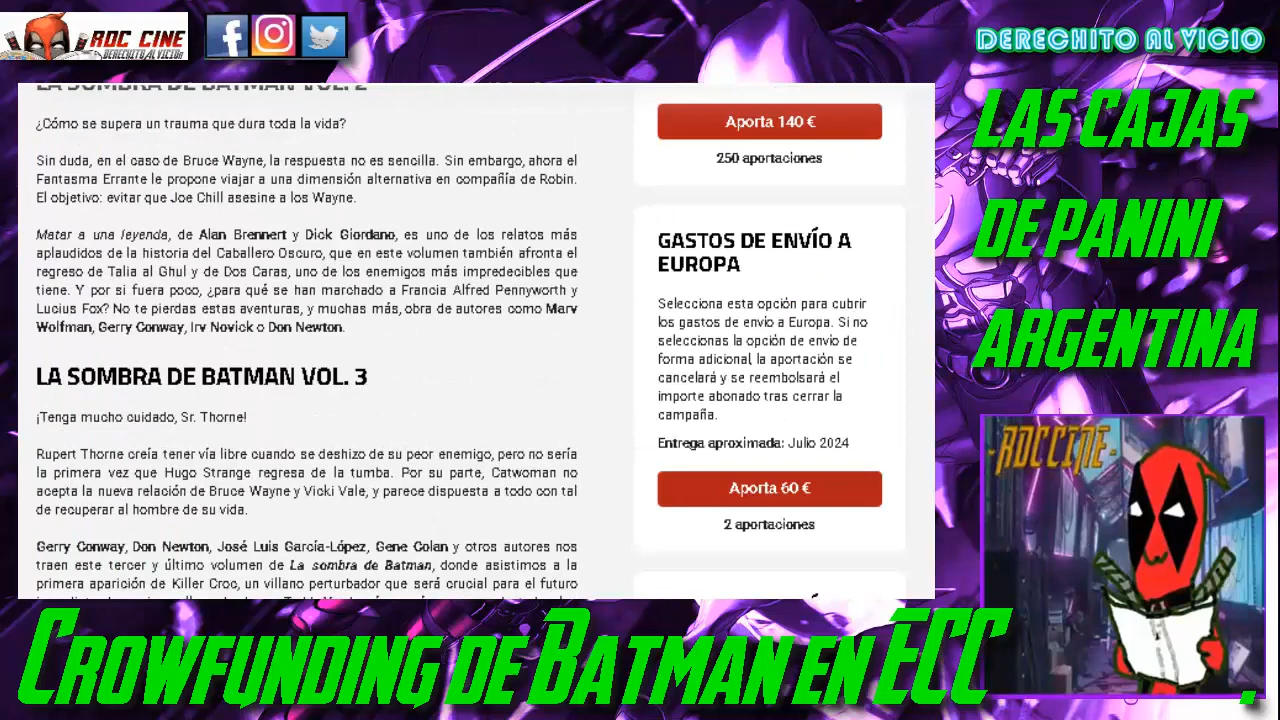 ROC CINE
DERECHITO AL VICIO
DERECHITO AL VICIO
LA SOMBRA DE BATMAN VOL. 2
¿Cómo se supera un trauma que dura toda la vida?
Sin duda, en el caso de Bruce Wayne, la respuesta no es sencilla. Sin embargo, ahora el
Fantasma Errante le propone viajar a una dimensión alternativa en compañía de Robin.
El objetivo: evitar que Joe Chill asesine a los Wayne.
Matar a una leyenda, de Alan Brennert y Dick Giordano, es uno de los relatos más
aplaudidos de la historia del Caballero Oscuro, que en este volumen también afronta el
regreso de Talia al Ghul y de Dos Caras, uno de los enemigos más impredecibles que
tiene. Y por si fuera poco, ¿para qué se han marchado a Francia Alfred Pennyworth y
Lucius Fox? No te pierdas estas aventuras, y muchas más, obra de autores como Marv
Wolfman, Gerry Conway, Irv Novick o Don Newton.
LA SOMBRA DE BATMAN VOL. 3
¡Tenga mucho cuidado, Sr. Thorne!
Rupert Thorne creía tener vía libre cuando se deshizo de su peor enemigo, pero no sería
la primera vez que Hugo Strange regresa de la tumba. Por su parte, Catwoman no
acepta la nueva relación de Bruce Wayne y Vicki Vale, y parece dispuesta a todo con tal
de recuperar al hombre de su vida.
Gerry Conway, Don Newton, José Luis García-López, Gene Colan y otros autores nos
traen este tercer y último volumen de La sombra de Batman, donde asistimos a la
primera aparición de Killer Croc, un villano perturbador que será crucial para el futuro
Aporta 140 €
250 aportaciones
GASTOS DE ENVÍO A
EUROPA
Selecciona esta opción para cubrir
los gastos de envío a Europa. Si no
seleccionas la opción de envío de
forma adicional, la aportación se
cancelará y se reembolsará el
importe abonado tras cerrar la
campaña.
Entrega aproximada: Julio 2024
Aporta 60 €
2 aportaciones
LAS CAJAS
DE PANINI
ARGENTINA
-ROCCINE-
CROWFUNDING DE BATMAN EN ECC .